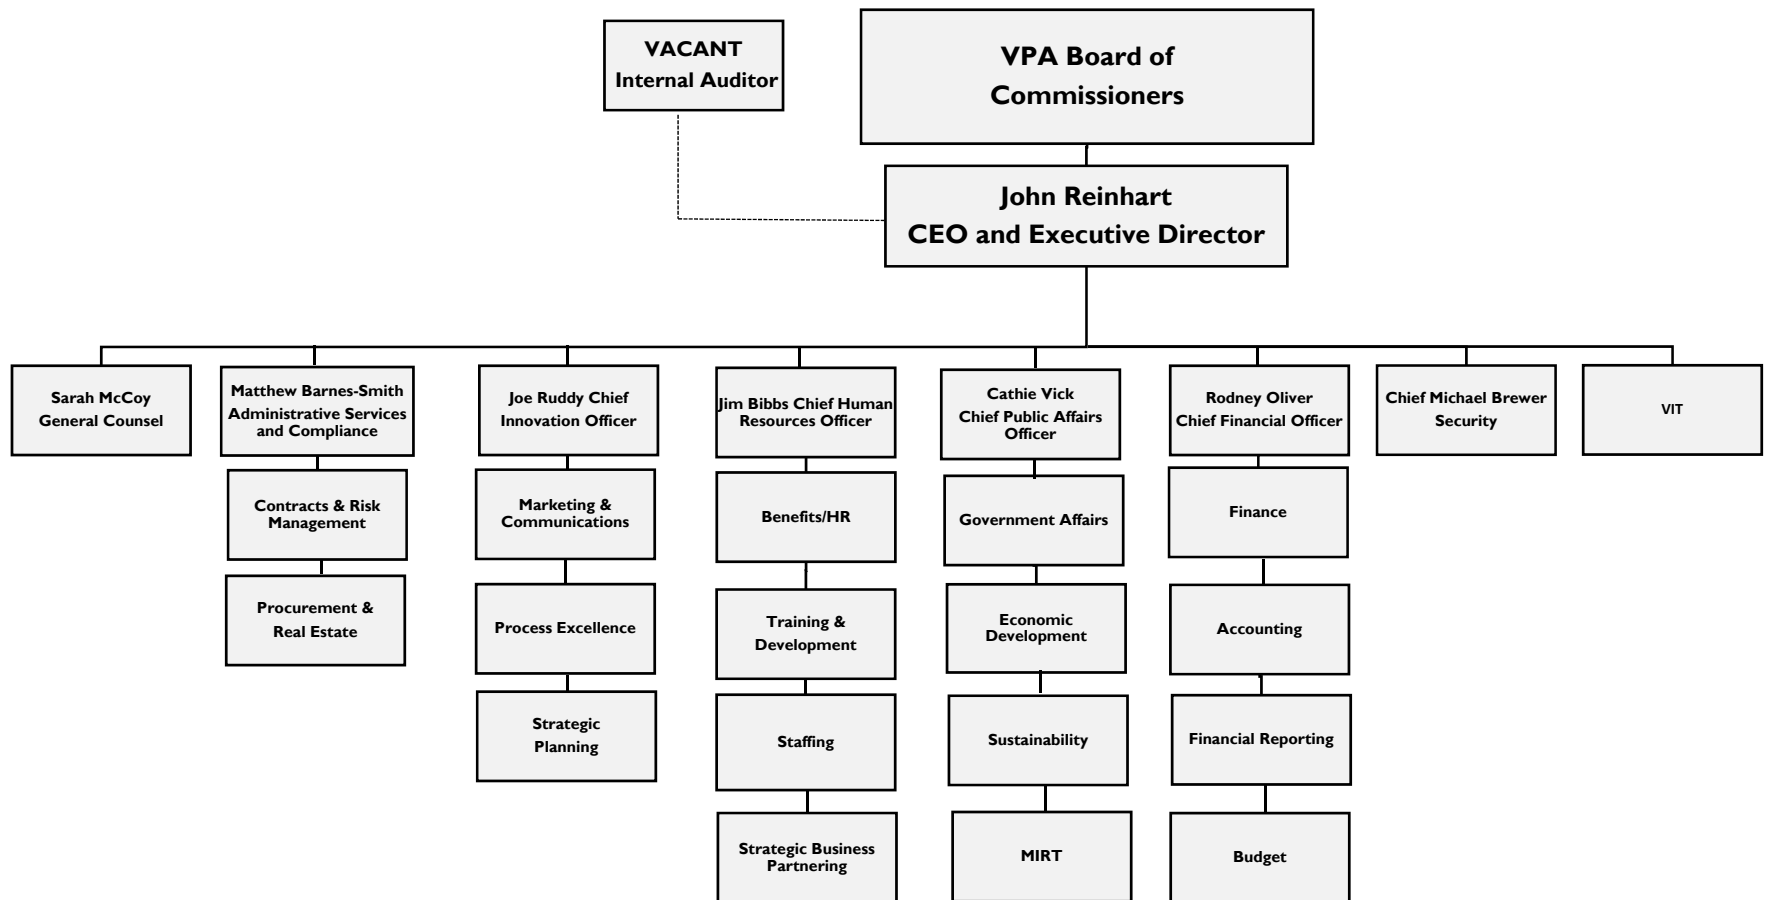 VACANT
Internal Auditor
VPA Board of
Commissioners
John Reinhart
CEO and Executive Director
Sarah McCoy
General Counsel
Matthew Barnes-Smith
Administrative Services
and Compliance
Joe Ruddy Chief
Innovation Officer
Jim Bibbs Chief Human
Resources Officer
Cathie Vick
Chief Public Affairs
Officer
Rodney Oliver
Chief Financial Officer
Chief Michael Brewer
Security
VIT
Contracts & Risk
Management
Procurement &
Real Estate
Marketing &
Communications
Process Excellence
Strategic
Planning
Benefits/HR
Training &
Development
Staffing
Strategic Business
Partnering
Government Affairs
Economic
Development
Sustainability
MIRT
Finance
Accounting
Financial Reporting
Budget